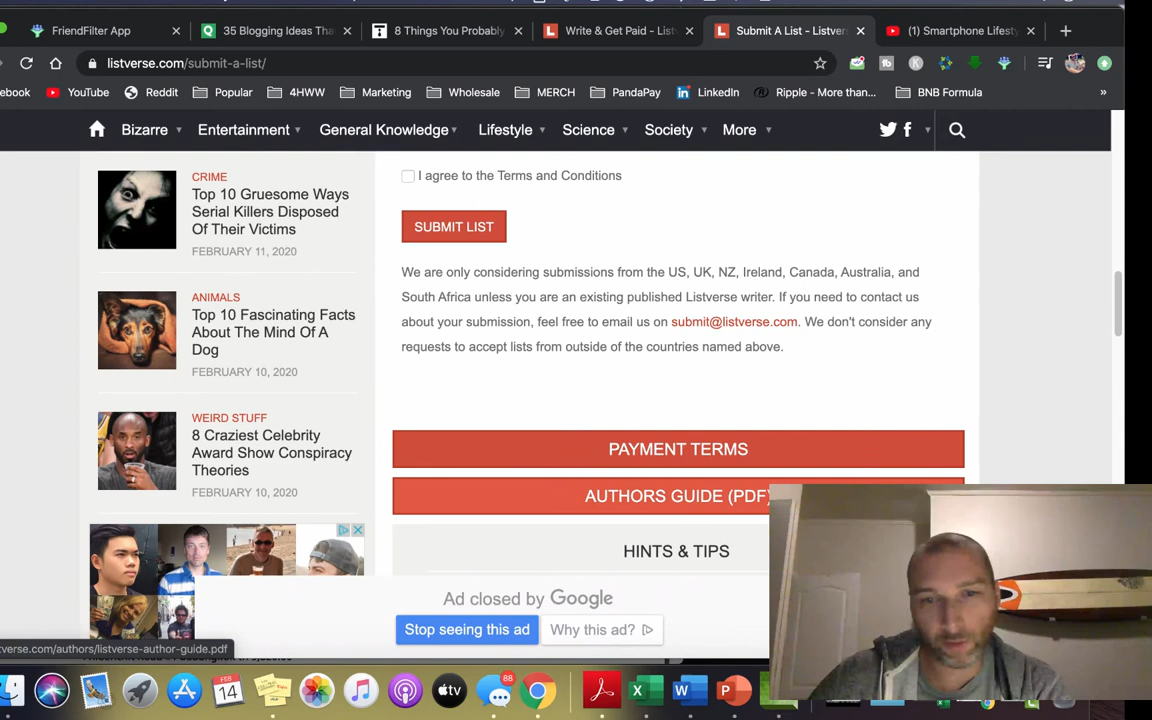 FriendFilter App
35 Blogging Ideas Tha
8 Things You Probably
Write & Get Paid - List
Submit A List - Listvers
(1) Smartphone Lifest
listverse.com/submit-a-list/
ebook
YouTube
Reddit
Popular
4HWW
Marketing
Wholesale
MERCH
PandaPay
LinkedIn
Ripple - More than...
BNB Formula
»
Bizarre
Entertainment
General Knowledge
Lifestyle
Science
Society
More
CRIME
Top 10 Gruesome Ways
Serial Killers Disposed
Of Their Victims
FEBRUARY 11, 2020
ANIMALS
Top 10 Fascinating Facts
About The Mind Of A
Dog
FEBRUARY 10, 2020
WEIRD STUFF
8 Craziest Celebrity
Award Show Conspiracy
Theories
FEBRUARY 10, 2020
I agree to the Terms and Conditions
SUBMIT LIST
We are only considering submissions from the US, UK, NZ, Ireland, Canada, Australia, and
South Africa unless you are an existing published Listverse writer. If you need to contact us
about your submission, feel free to email us on submit@listverse.com. We don't consider any
requests to accept lists from outside of the countries named above.
PAYMENT TERMS
AUTHORS GUIDE (PDF)
HINTS & TIPS
Ad closed by Google
Stop seeing this ad
Why this ad?
tverse.com/authors/listverse-author-guide.pdf
FEB
14
88
tv
X
W
P